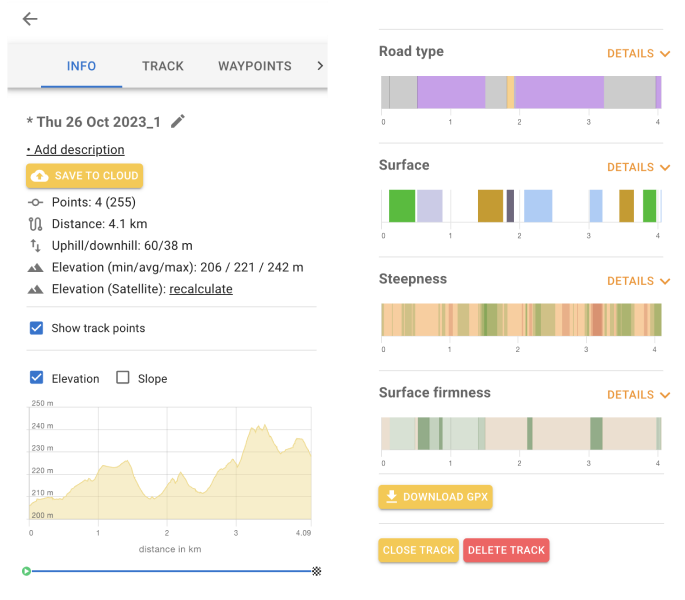 INFO TRACK WAYPOINTS
* Thu 26 Oct 2023_1
• Add description
SAVE TO CLOUD
Points: 4 (255)
Distance: 4.1 km
Uphill/downhill: 60/38 m
Elevation (min/avg/max): 206 / 221 / 242 m
Elevation (Satellite): recalculate
Show track points
Elevation Slope
250 m
240 m
230 m
220 m
210 m
200 m
0 1 2 3 4.09
distance in km
Road type DETAILS
0 1 2 3 4
Surface DETAILS
0 1 2 3 4
Steepness DETAILS
0 1 2 3 4
Surface firmness DETAILS
0 1 2 3 4
DOWNLOAD GPX
CLOSE TRACK DELETE TRACK